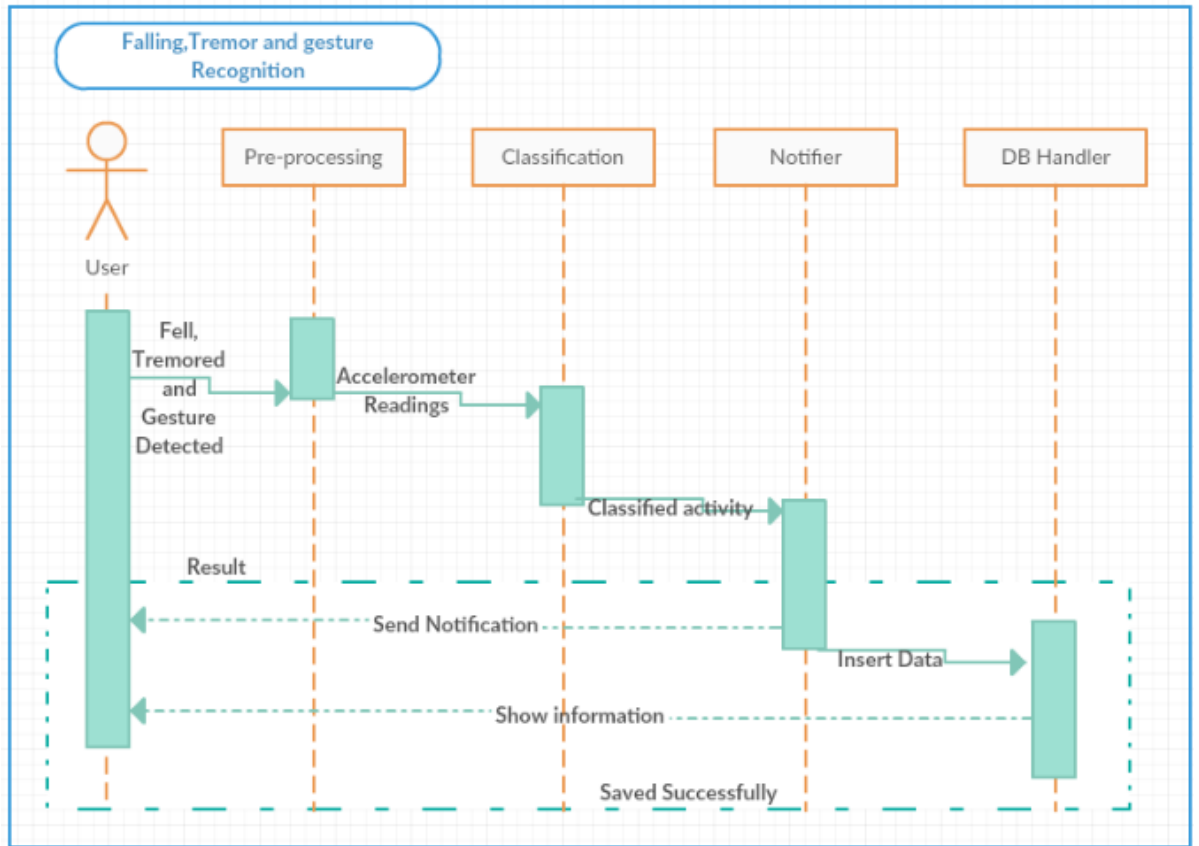 Falling,Tremor and gesture
Recognition
Pre-processing
Classification
Notifier
DB Handler
User
Fell,
Tremored
and
Gesture
Detected
Accelerometer
Readings
Classified activity
Result
Send Notification
Insert Data
Show information
Saved Successfully